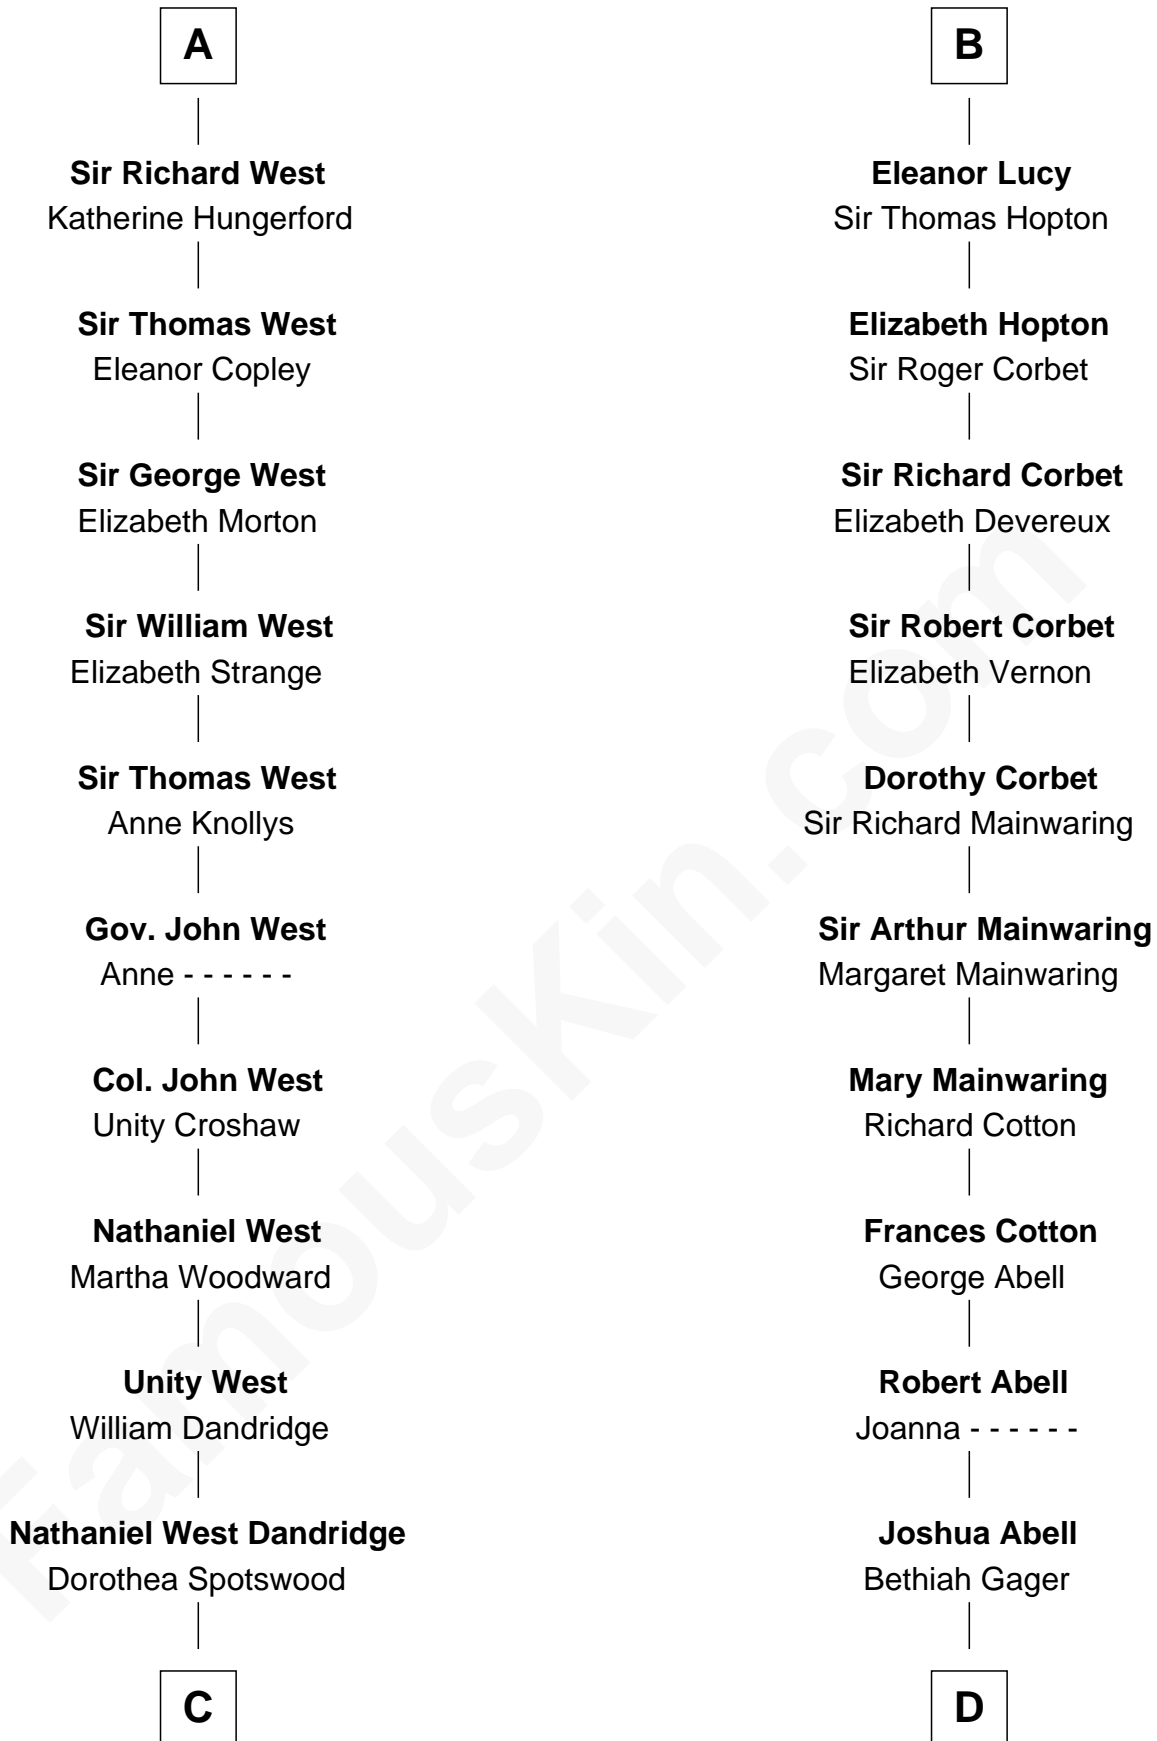 A
Sir Richard West
Katherine Hungerford
Sir Thomas West
Eleanor Copley
Sir George West
Elizabeth Morton
Sir William West
Elizabeth Strange
Sir Thomas West
Anne Knollys
Gov. John West
Anne - - - - - -
Col. John West
Unity Croshaw
Nathaniel West
Martha Woodward
Unity West
William Dandridge
Nathaniel West Dandridge
Dorothea Spotswood
C
B
Eleanor Lucy
Sir Thomas Hopton
Elizabeth Hopton
Sir Roger Corbet
Sir Richard Corbet
Elizabeth Devereux
Sir Robert Corbet
Elizabeth Vernon
Dorothy Corbet
Sir Richard Mainwaring
Sir Arthur Mainwaring
Margaret Mainwaring
Mary Mainwaring
Richard Cotton
Frances Cotton
George Abell
Robert Abell
Joanna - - - - - -
Joshua Abell
Bethiah Gager
D
FamousKin.com